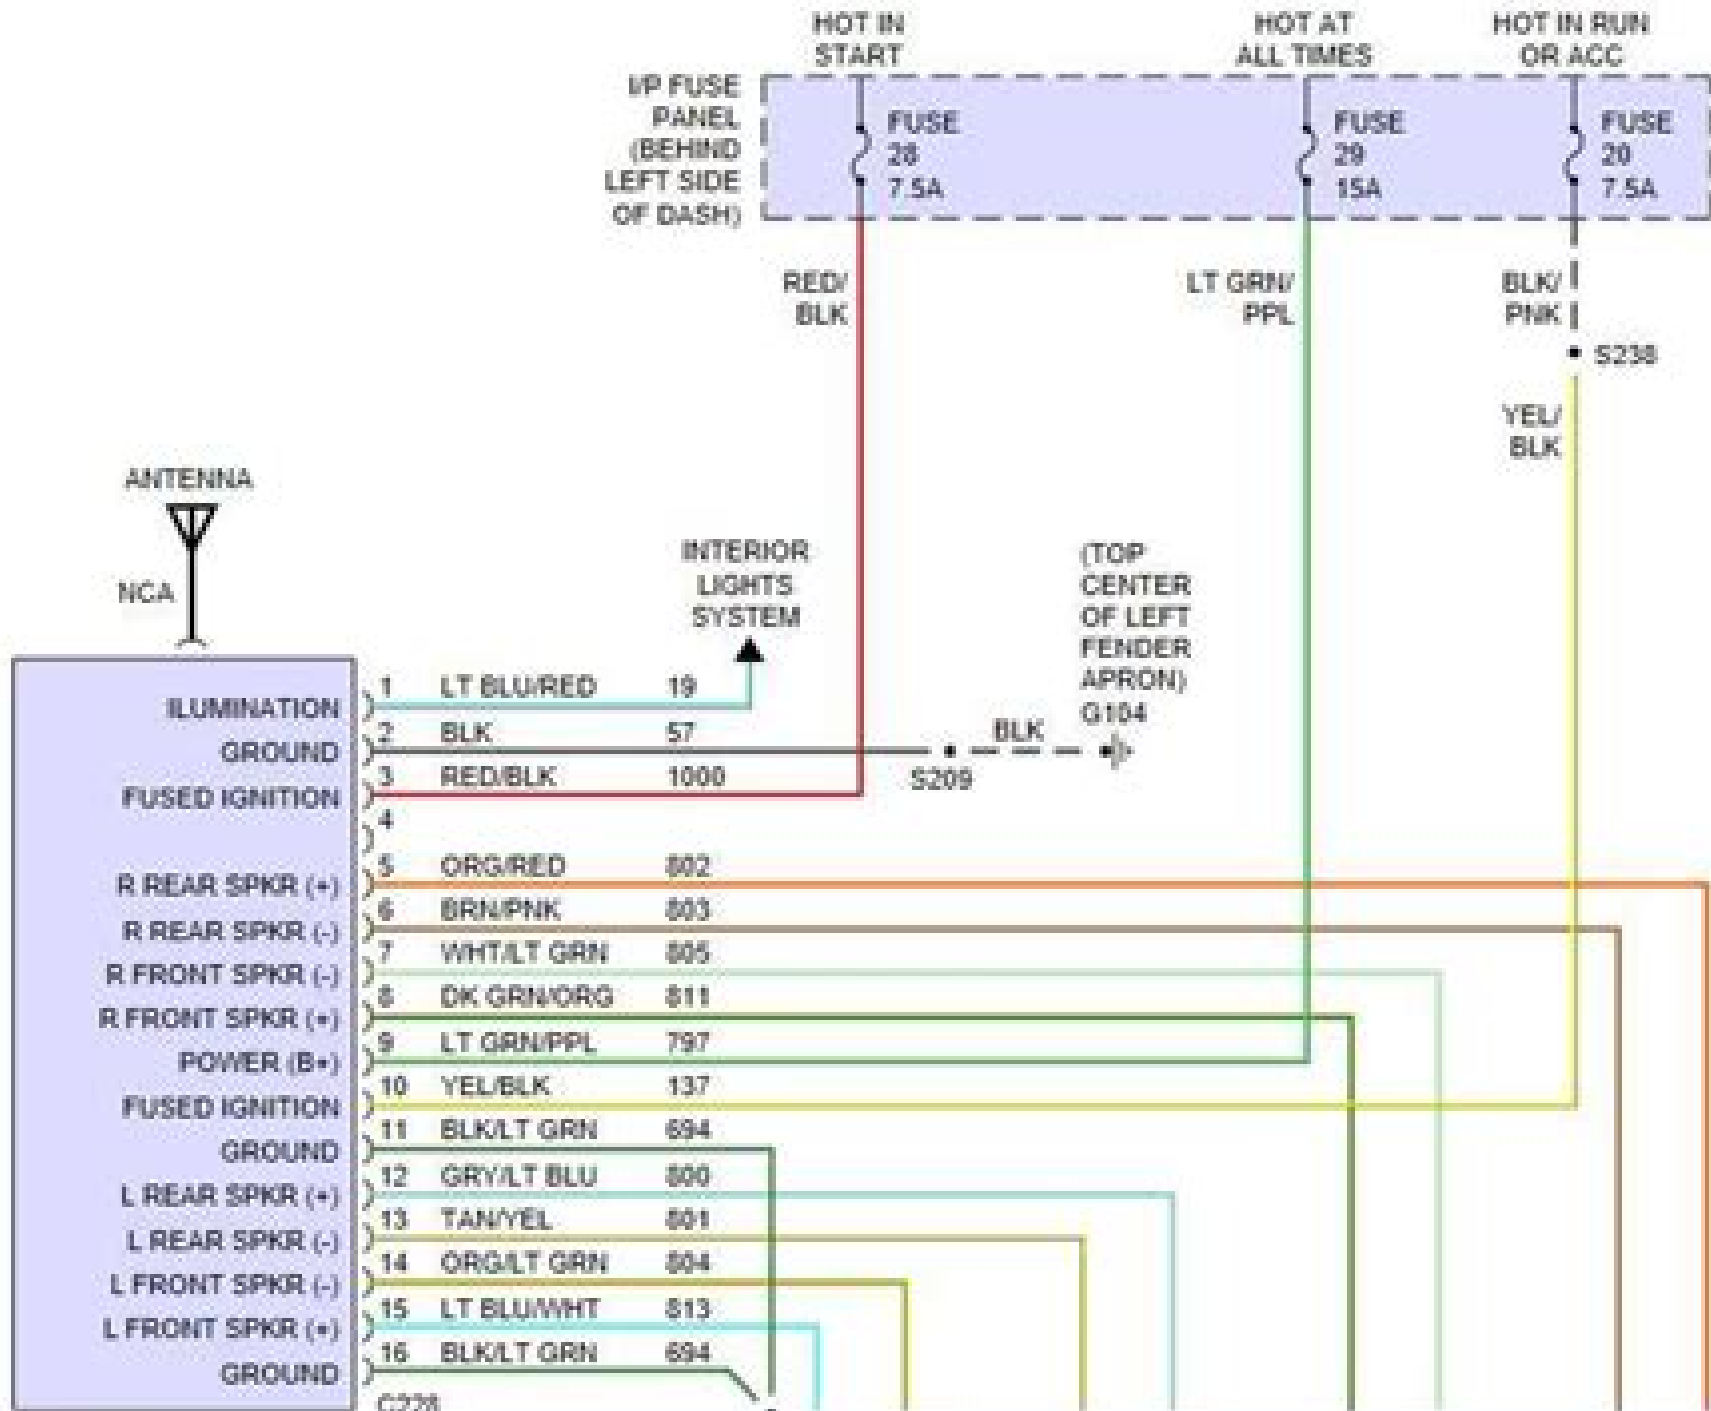 HOT IN
START
HOT AT
ALL TIMES
HOT IN RUN
OR ACC
I/P FUSE
PANEL
(BEHIND
LEFT SIDE
OF DASH)
FUSE
28
7.5A
FUSE
29
15A
FUSE
20
7.5A
RED/
BLK
LT GRN/
PPL
BLK/
PNK
S238
YEL/
BLK
ANTENNA
NCA
INTERIOR
LIGHTS
SYSTEM
(TOP
CENTER
OF LEFT
FENDER
APRON)
G104
BLK
S209
ILUMINATION 1 LT BLU/RED 19
GROUND 2 BLK 57
FUSED IGNITION 3 RED/BLK 1000
4
R REAR SPKR (+) 5 ORG/RED 802
R REAR SPKR (-) 6 BRN/PNK 803
R FRONT SPKR (-) 7 WHT/LT GRN 805
R FRONT SPKR (+) 8 DK GRN/ORG 811
POWER (B+) 9 LT GRN/PPL 797
FUSED IGNITION 10 YEL/BLK 137
GROUND 11 BLK/LT GRN 694
L REAR SPKR (+) 12 GRY/LT BLU 800
L REAR SPKR (-) 13 TAN/YEL 801
L FRONT SPKR (-) 14 ORG/LT GRN 804
L FRONT SPKR (+) 15 LT BLU/WHT 813
GROUND 16 BLK/LT GRN 694
C228